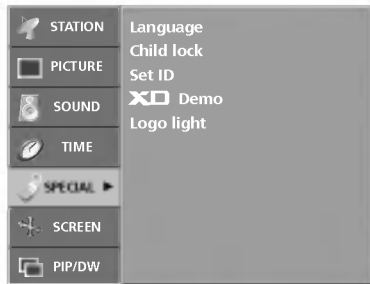 STATION
PICTURE
SOUND
TIME
SPECIAL ►
SCREEN
PIP/DW
Language
Child lock
Set ID
XD Demo
Logo light